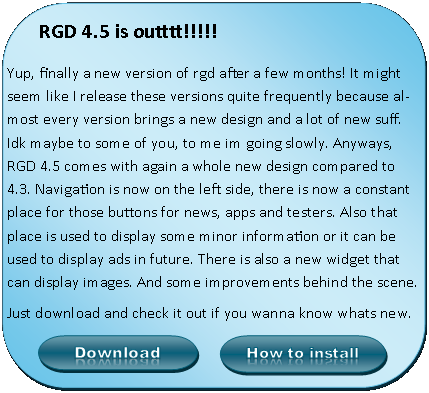 RGD 4.5 is outttt!!!!!
Yup, finally a new version of rgd after a few months! It might
seem like I release these versions quite frequently because al-
most every version brings a new design and a lot of new suff.
Idk maybe to some of you, to me im going slowly. Anyways,
RGD 4.5 comes with again a whole new design compared to
4.3. Navigation is now on the left side, there is now a constant
place for those buttons for news, apps and testers. Also that
place is used to display some minor information or it can be
used to display ads in future. There is also a new widget that
can display images. And some improvements behind the scene.
Just download and check it out if you wanna know whats new.
Download
How to install